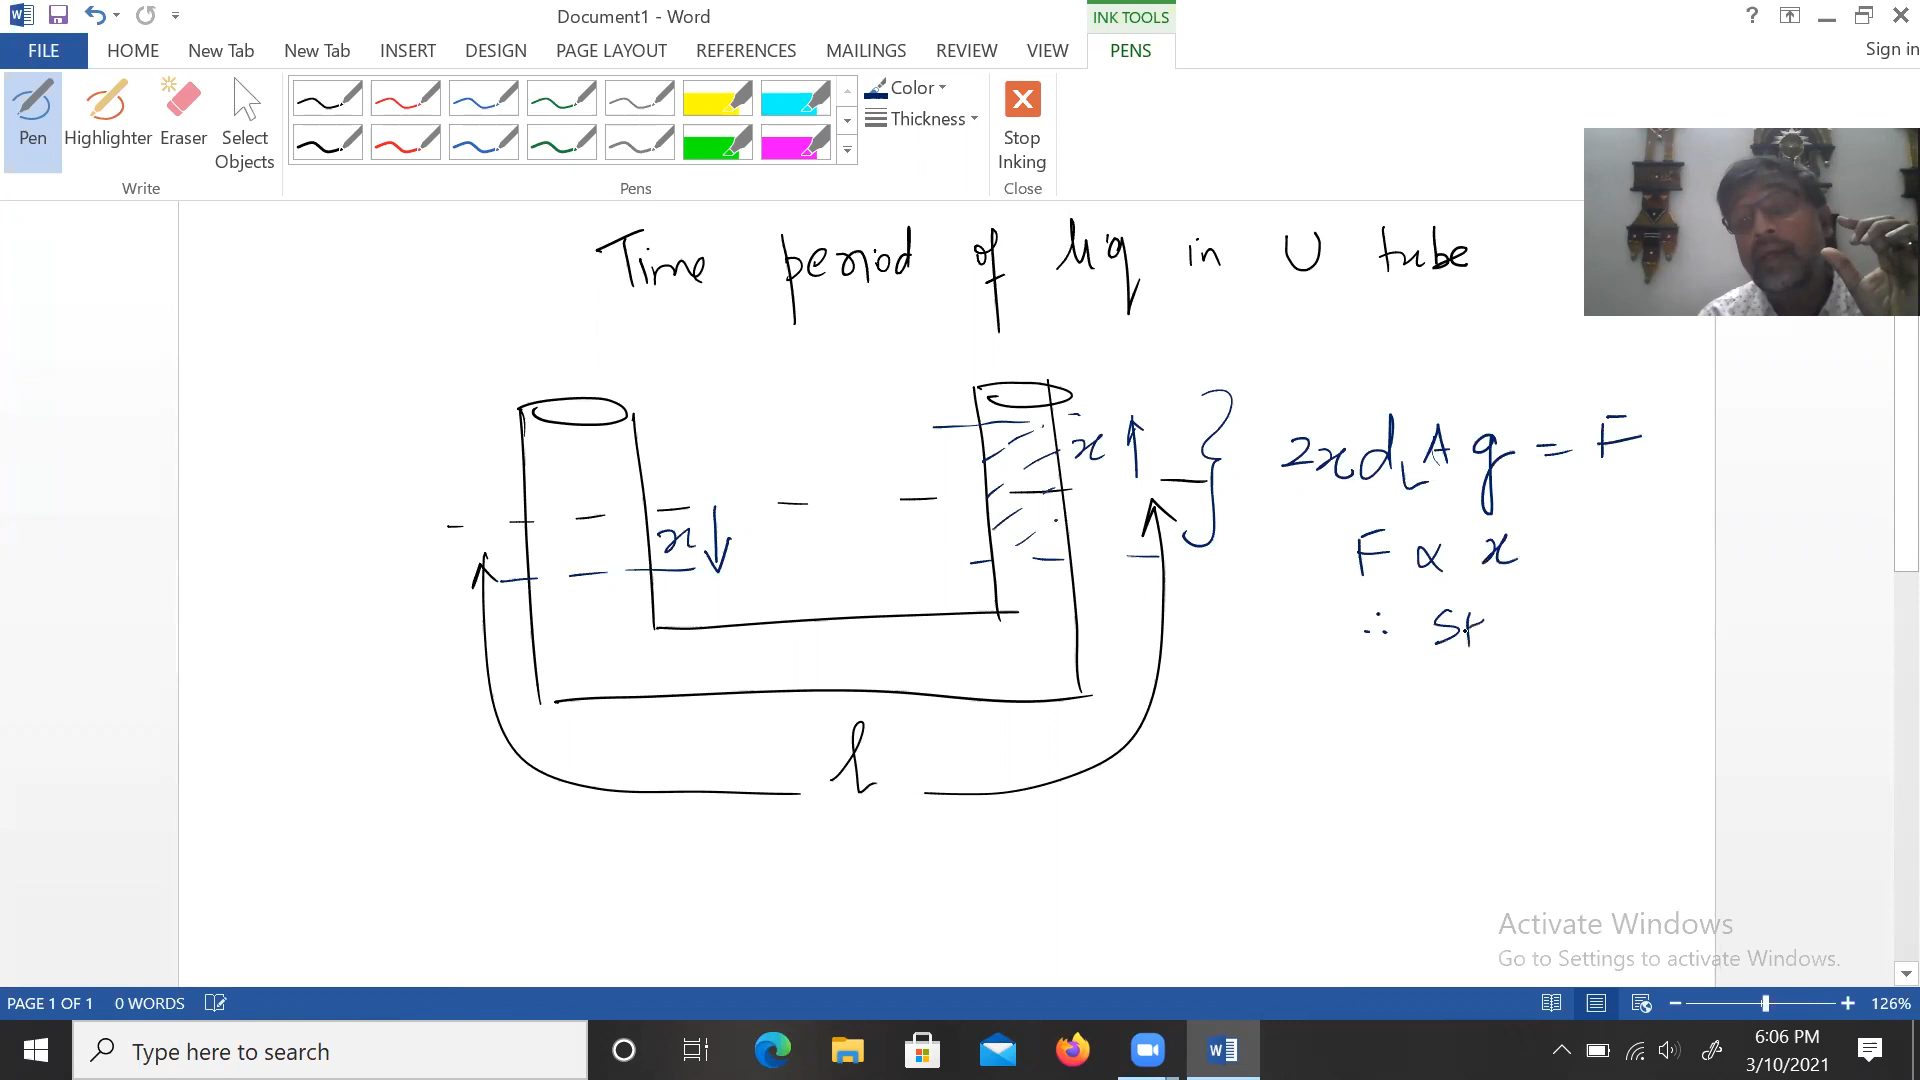 Document1 - Word
INK TOOLS
?
FILE
HOME
New Tab
New Tab
INSERT
DESIGN
PAGE LAYOUT
REFERENCES
MAILINGS
REVIEW
VIEW
PENS
Sign in
Pen
Highlighter
Eraser
Select Objects
Color
Thickness
Stop Inking
Write
Pens
Close
Time period of liq in U tube
x ↑
2x d_L A g = F
x ↓
F ∝ x
∴ St
l
Activate Windows
Go to Settings to activate Windows.
PAGE 1 OF 1
0 WORDS
126%
Type here to search
6:06 PM
3/10/2021